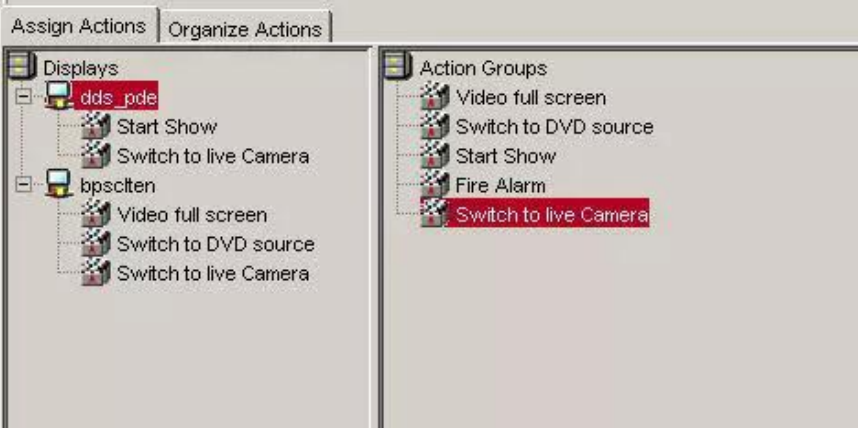 Assign Actions
Organize Actions
Displays
dds_pde
Start Show
Switch to live Camera
bpsclten
Video full screen
Switch to DVD source
Switch to live Camera
Action Groups
Video full screen
Switch to DVD source
Start Show
Fire Alarm
Switch to live Camera